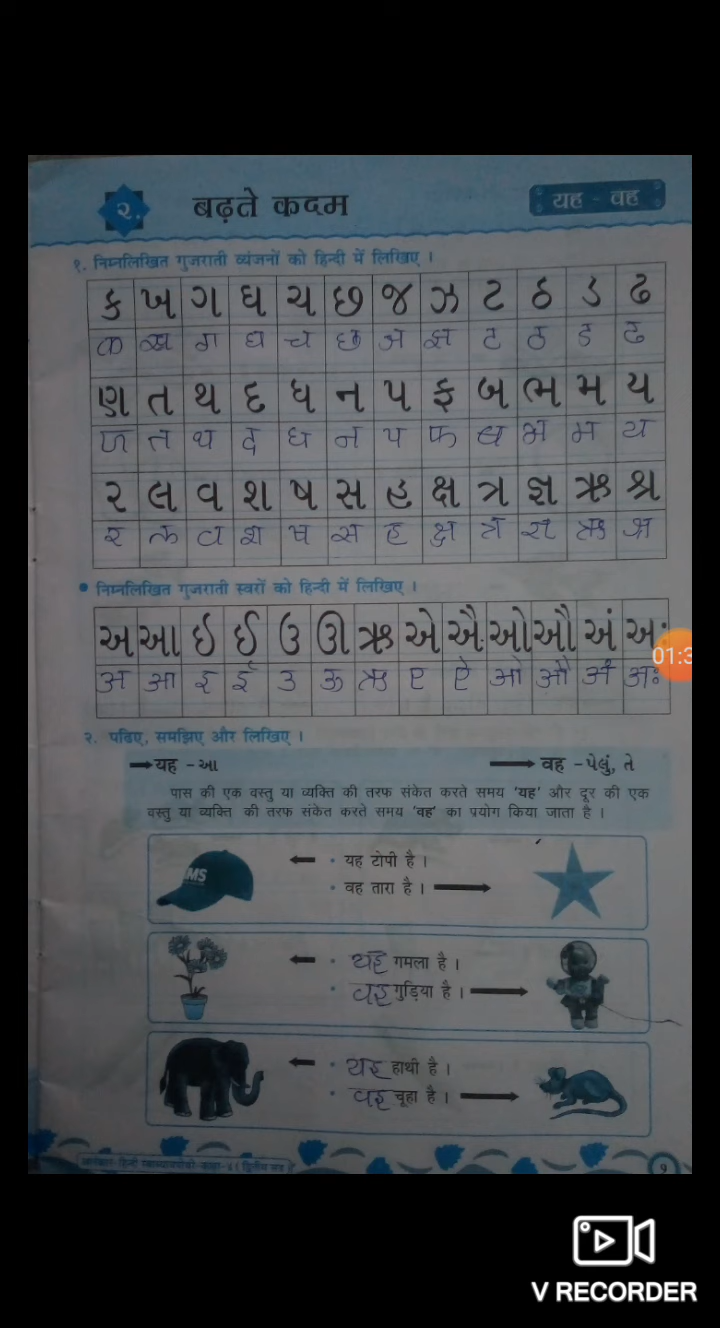 २. बढ़ते कदम यह - वह
१. निम्नलिखित गुजराती व्यंजनों को हिन्दी में लिखिए ।
ક ખ ગ ઘ ચ છ જ ઝ ટ ઠ ડ ઢ
क ख ग घ च छ ज झ ट ठ ड ढ
ણ ત થ દ ધ ન પ ફ બ ભ મ ય
ण त थ द ध न प फ ब भ म य
ર લ વ શ ષ સ હ ક્ષ ત્ર જ્ઞ ઋ શ્ર
र ल व श ष स ह क्ष त्र ज्ञ ऋ श्र
• निम्नलिखित गुजराती स्वरों को हिन्दी में लिखिए ।
અ આ ઇ ઈ ઉ ઊ ઋ એ ઐ ઓ ઔ અં અઃ
अ आ इ ई उ ऊ ऋ ए ऐ ओ औ अं अः
01:3
२. पढिए, समझिए और लिखिए ।
→ यह - આ → वह - પેલું, તે
पास की एक वस्तु या व्यक्ति की तरफ संकेत करते समय 'यह' और दूर की एक
वस्तु या व्यक्ति की तरफ संकेत करते समय 'वह' का प्रयोग किया जाता है ।
MS
← • यह टोपी है ।
• वह तारा है । →
← • यह गमला है ।
• वह गुड़िया है । →
← • यह हाथी है ।
• वह चूहा है । →
९
V RECORDER